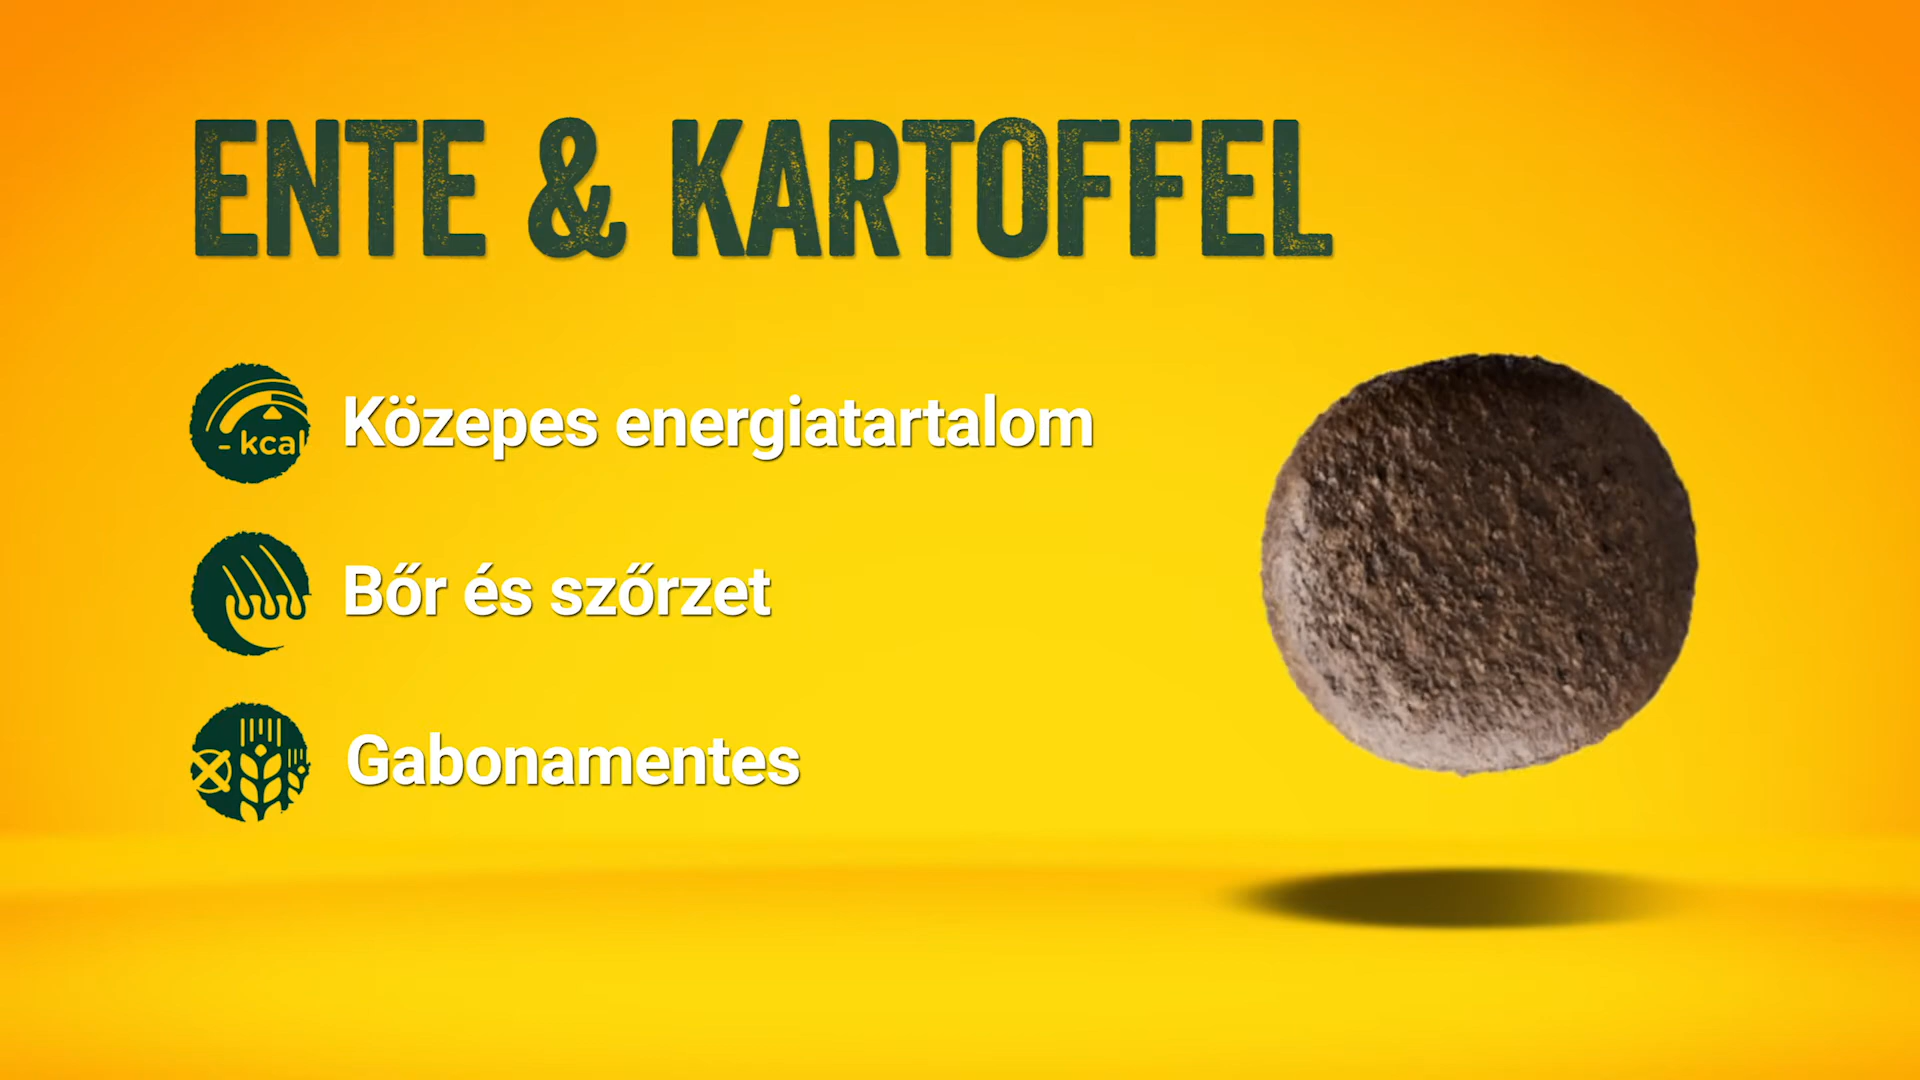 ENTE & KARTOFFEL
- kcal
Közepes energiatartalom
Bőr és szőrzet
Gabonamentes